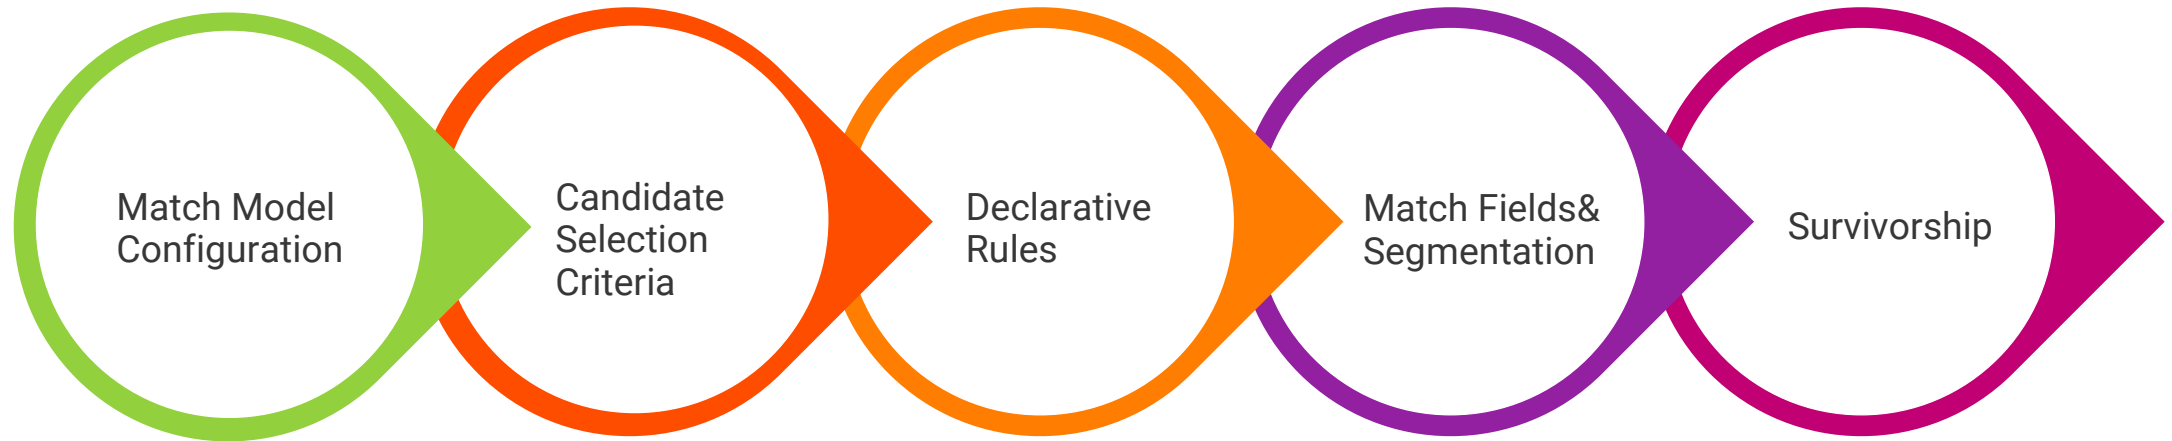 Match Model
Configuration
Candidate
Selection
Criteria
Declarative
Rules
Match Fields&
Segmentation
Survivorship